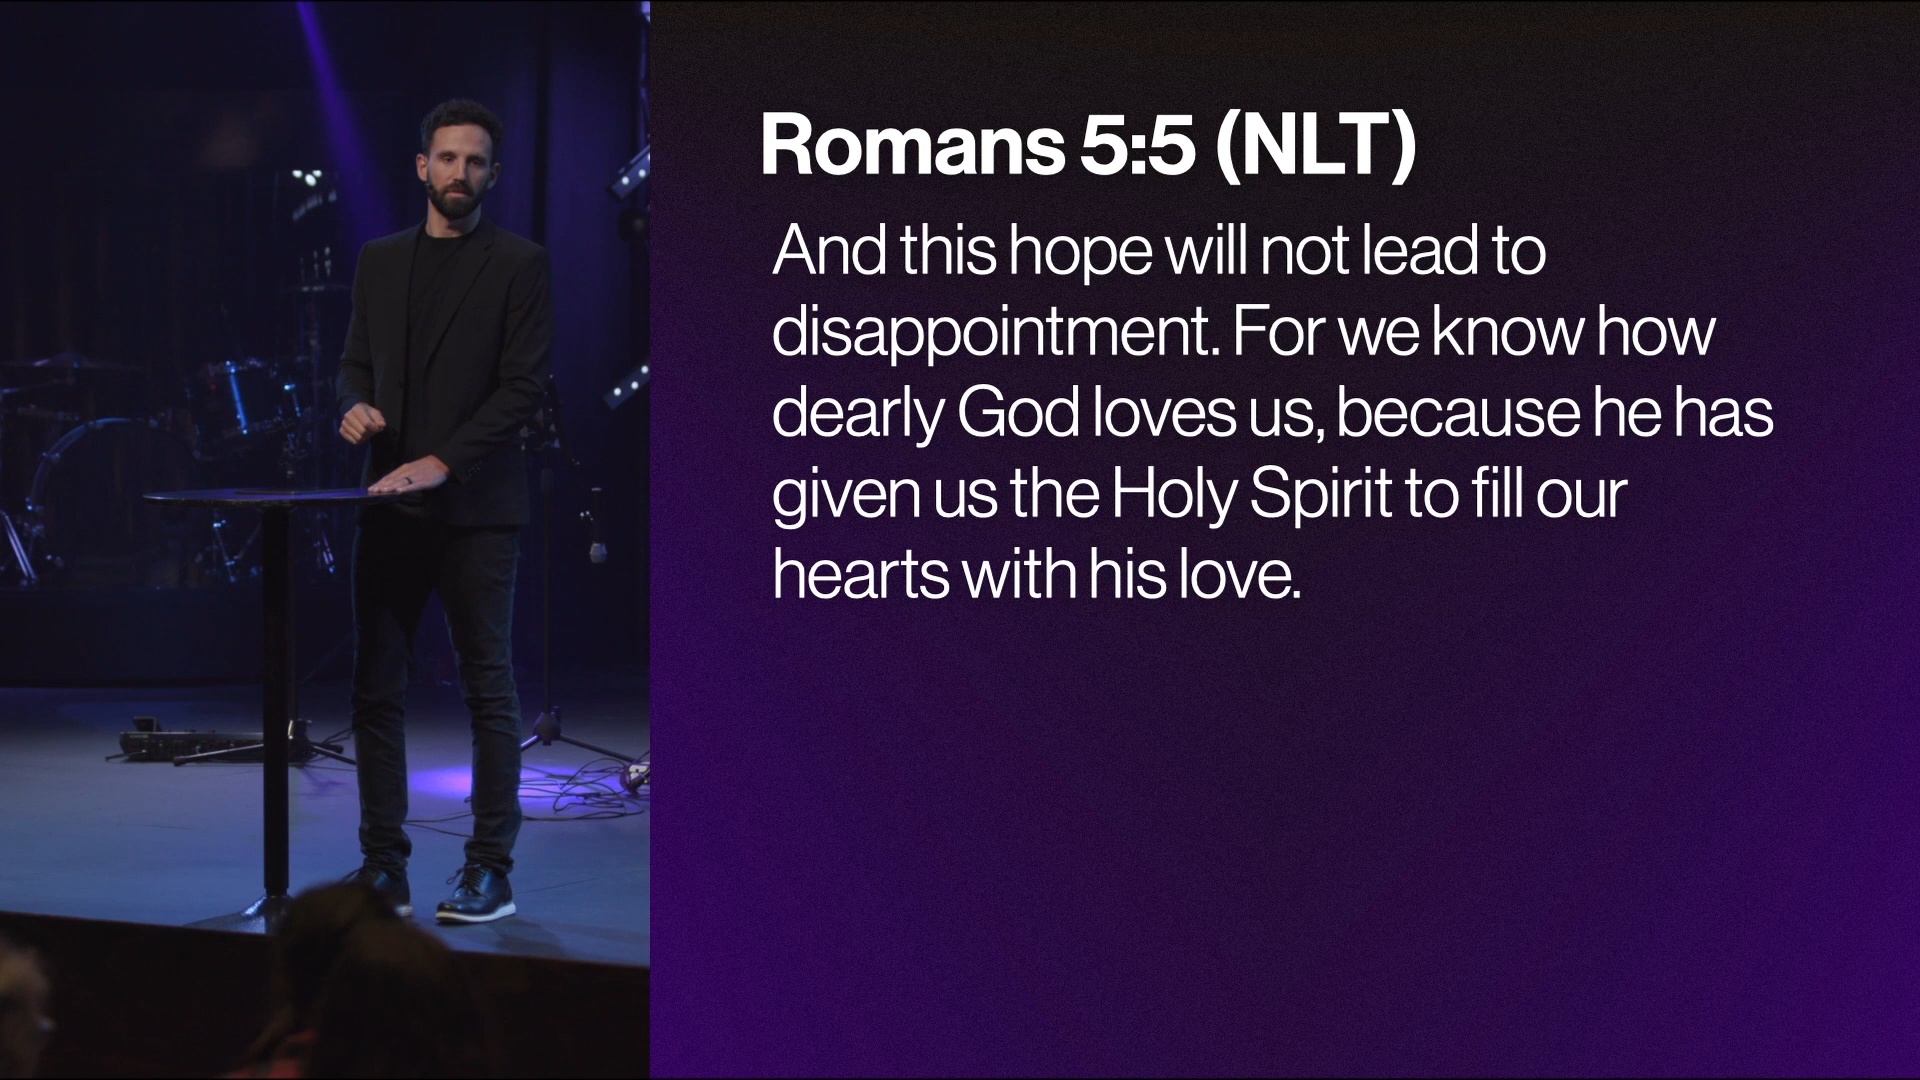 Romans 5:5 (NLT)
And this hope will not lead to
disappointment. For we know how
dearly God loves us, because he has
given us the Holy Spirit to fill our
hearts with his love.